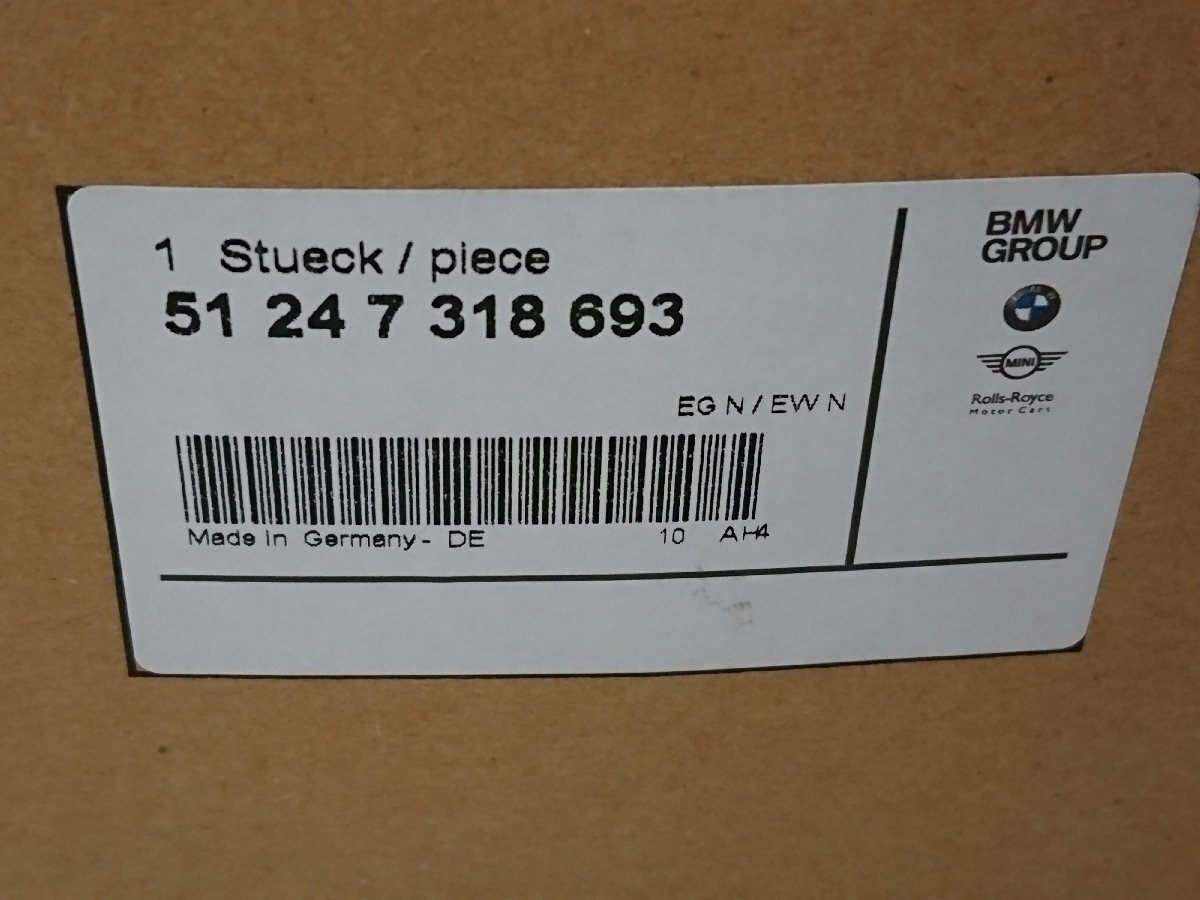 1 Stueck / piece
51 24 7 318 693
EG N / EW N
Made in Germany - DE 10 AH4
BMW
GROUP
MINI
Rolls-Royce
Motor Cars